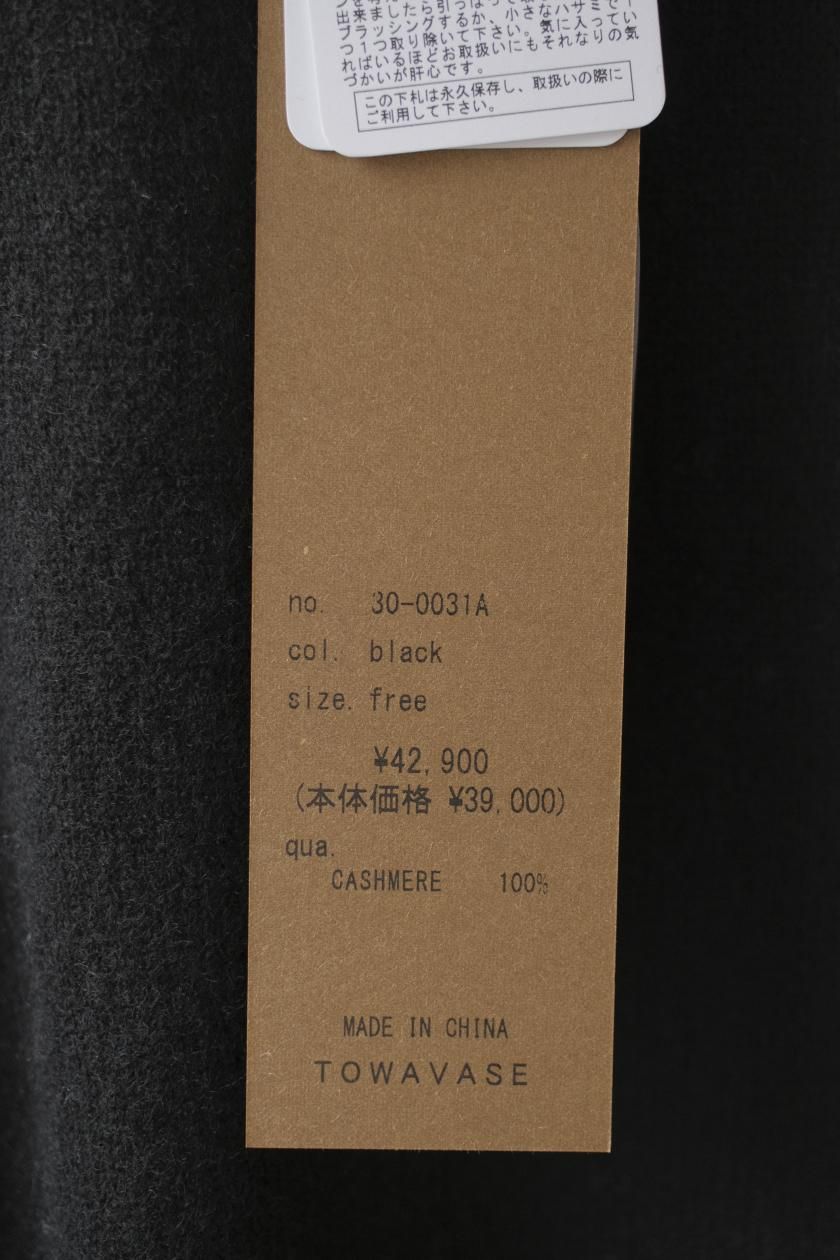 出来ましたら引っぱって
ブラッシングするか、小さなハサミで1
つ1つ取り除いて下さい。気に入ってい
ればいるほどお取扱いにもそれなりの気
づかいが肝心です。
この下札は永久保存し、取扱いの際に
ご利用して下さい。
no. 30-0031A
col. black
size. free
¥42,900
(本体価格 ¥39,000)
qua.
CASHMERE 100%
MADE IN CHINA
TOWAVASE